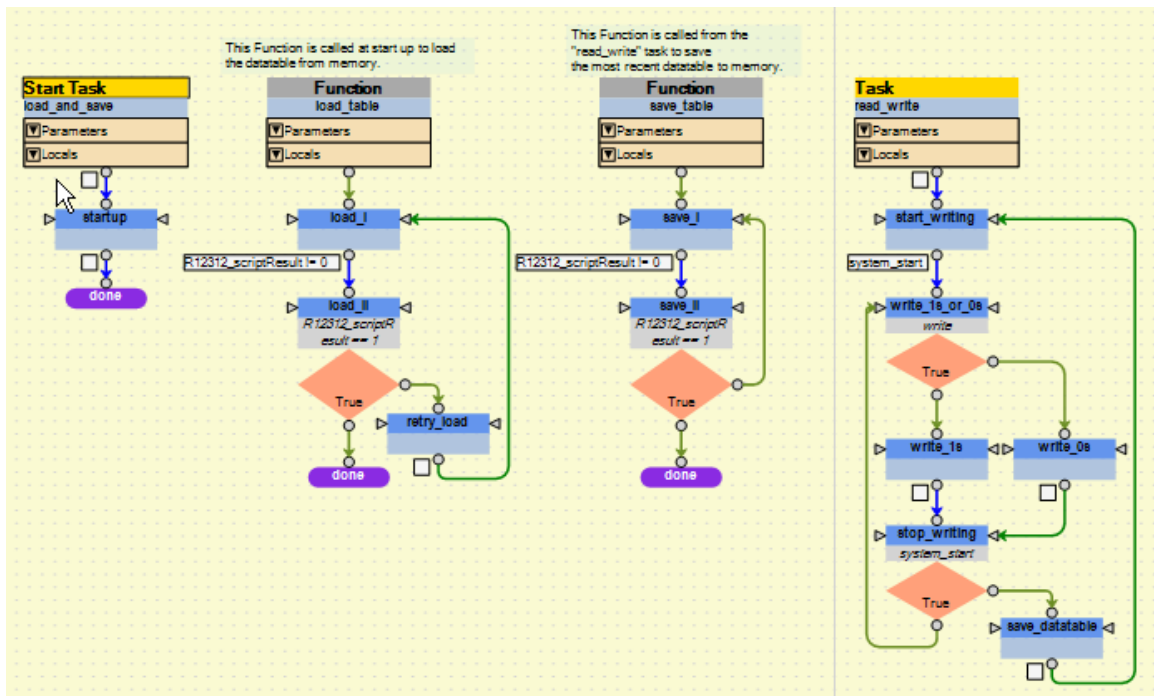 This Function is called at start up to load
the datatable from memory.
This Function is called from the
"read_write" task to save
the most recent datatable to memory.
Start Task
load_and_save
Parameters
Locals
startup
done
Function
load_table
Parameters
Locals
load_I
R12312_scriptResult != 0
load_II
R12312_scriptR
esult == 1
True
retry_load
done
Function
save_table
Parameters
Locals
save_I
R12312_scriptResult != 0
save_II
R12312_scriptR
esult == 1
True
done
Task
read_write
Parameters
Locals
start_writing
system_start
write_1s_or_0s
write
True
write_1s
write_0s
stop_writing
system_start
True
save_datatable